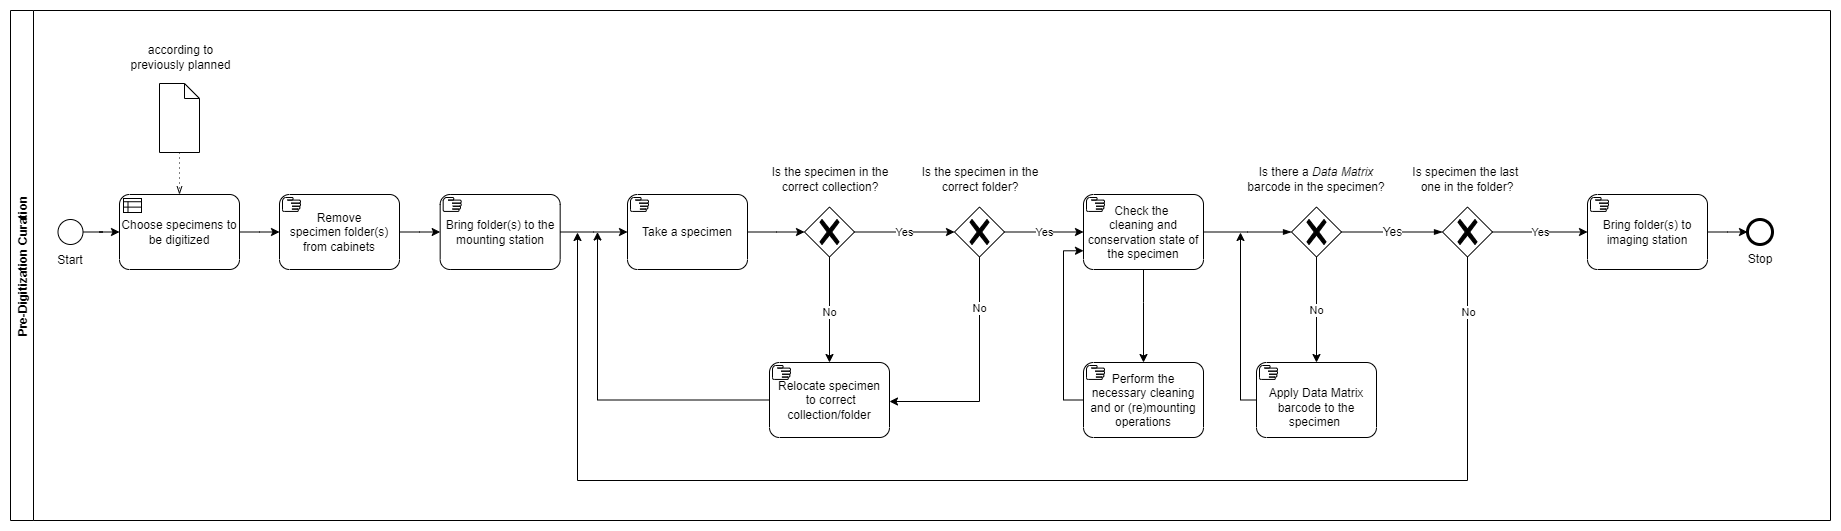 Pre-Digitization Curation
according to
previously planned
Start
Choose specimens to
be digitized
Remove
specimen folder(s)
from cabinets
Bring folder(s) to the
mounting station
Take a specimen
Is the specimen in the
correct collection?
Yes
No
Is the specimen in the
correct folder?
Yes
No
Relocate specimen
to correct
collection/folder
Check the
cleaning and
conservation state of
the specimen
Perform the
necessary cleaning
and or (re)mounting
operations
Is there a Data Matrix
barcode in the specimen?
Yes
No
Apply Data Matrix
barcode to the
specimen
Is specimen the last
one in the folder?
Yes
No
Bring folder(s) to
imaging station
Stop